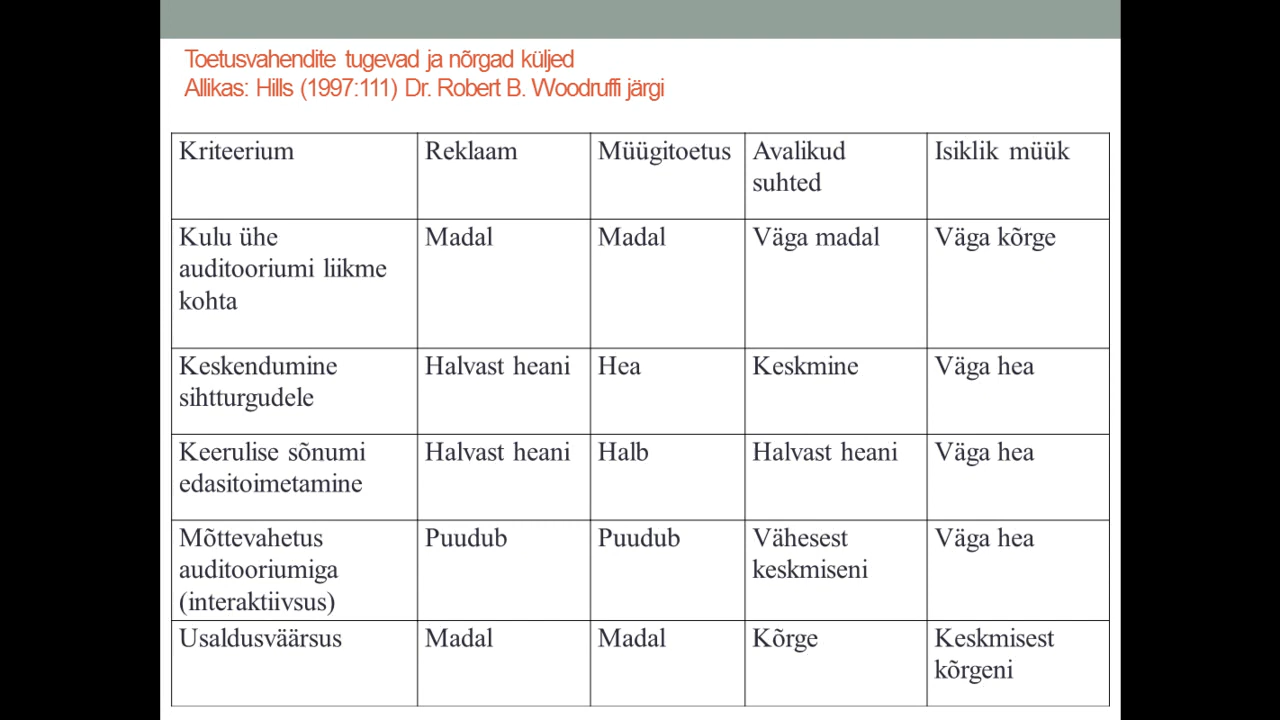 Toetusvahendite tugevad ja nõrgad küljed
Allikas: Hills (1997:111) Dr. Robert B. Woodruffi järgi
Kriteerium
Reklaam
Müügitoetus
Avalikud
suhted
Isiklik müük
Kulu ühe
auditooriumi liikme
kohta
Madal
Madal
Väga madal
Väga kõrge
Keskendumine
sihtturgudele
Halvast heani
Hea
Keskmine
Väga hea
Keerulise sõnumi
edasitoimetamine
Halvast heani
Halb
Halvast heani
Väga hea
Mõttevahetus
auditooriumiga
(interaktiivsus)
Puudub
Puudub
Vähesest
keskmiseni
Väga hea
Usaldusväärsus
Madal
Madal
Kõrge
Keskmisest
kõrgeni